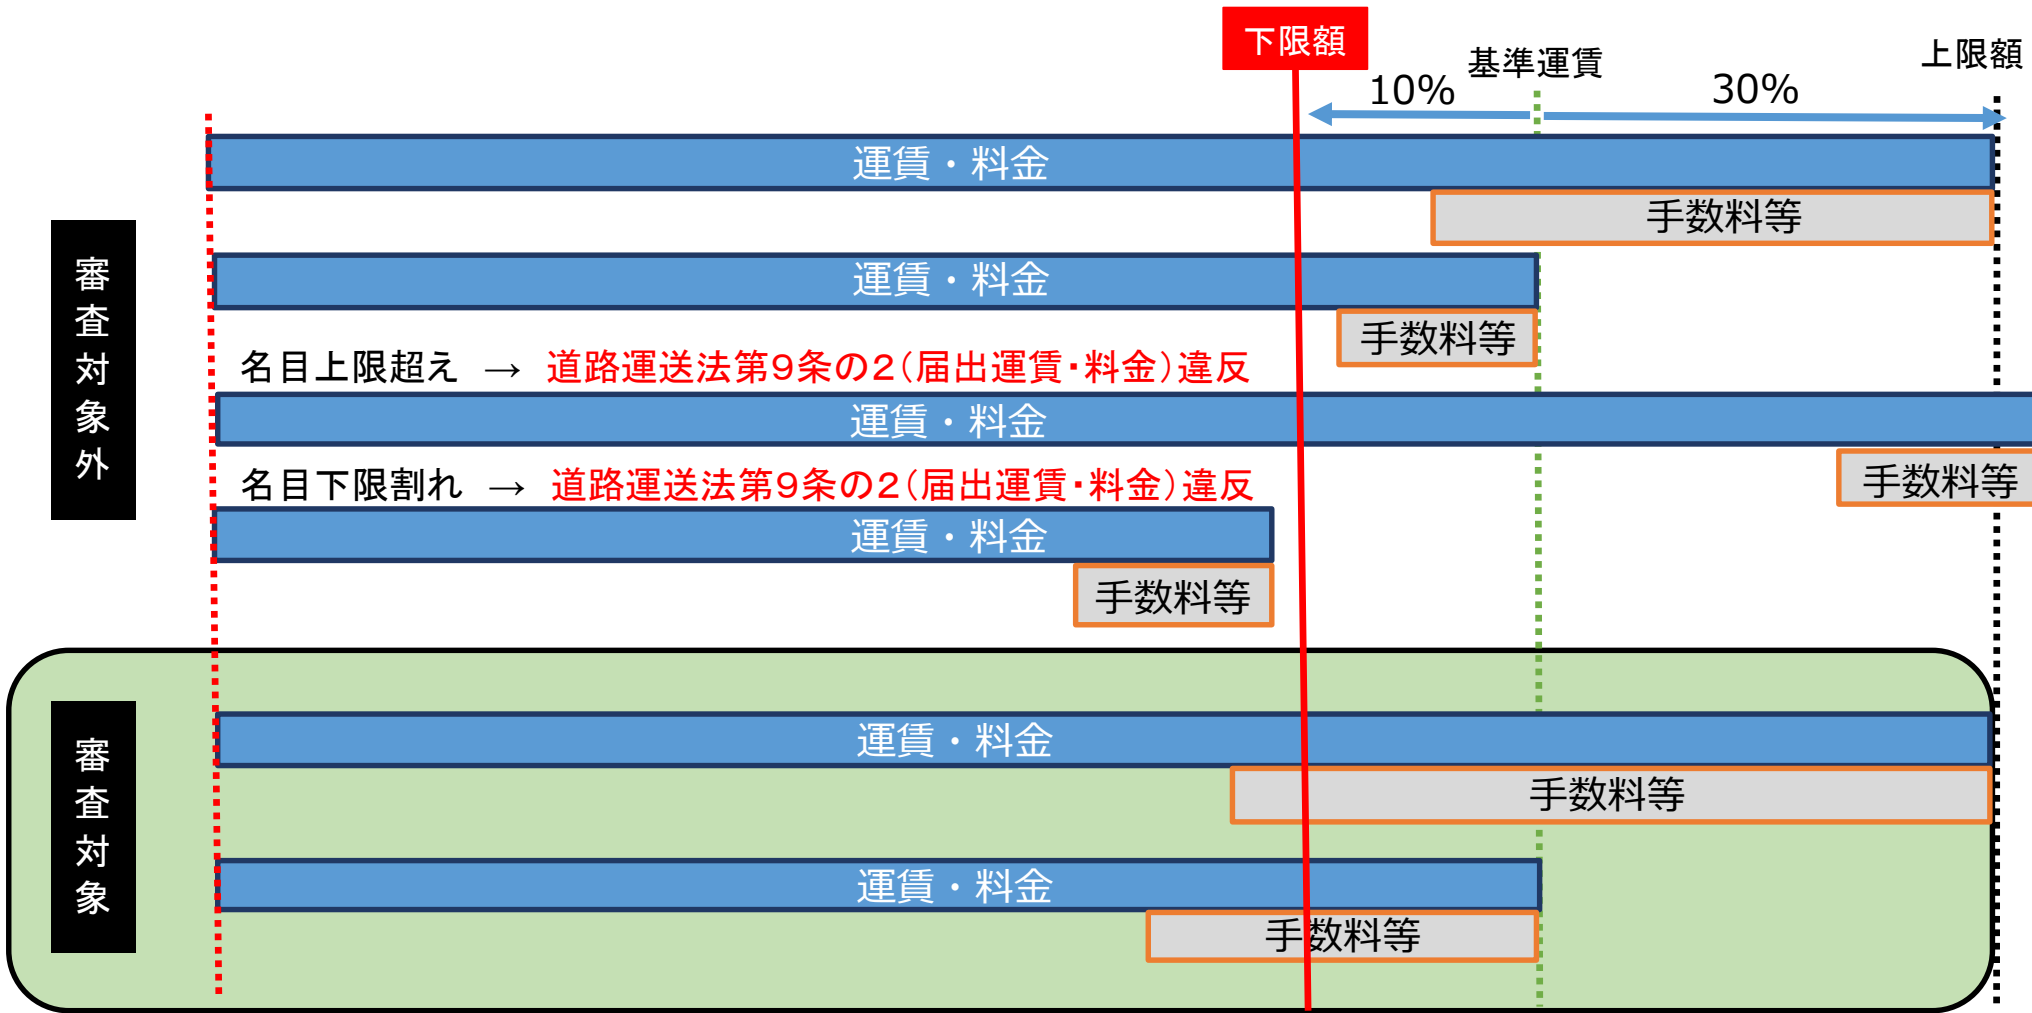 下限額
基準運賃
上限額
10%
30%
運賃・料金
手数料等
審査対象外
運賃・料金
手数料等
名目上限超え → 道路運送法第9条の2(届出運賃・料金)違反
運賃・料金
手数料等
名目下限割れ → 道路運送法第9条の2(届出運賃・料金)違反
運賃・料金
手数料等
審査対象
運賃・料金
手数料等
運賃・料金
手数料等